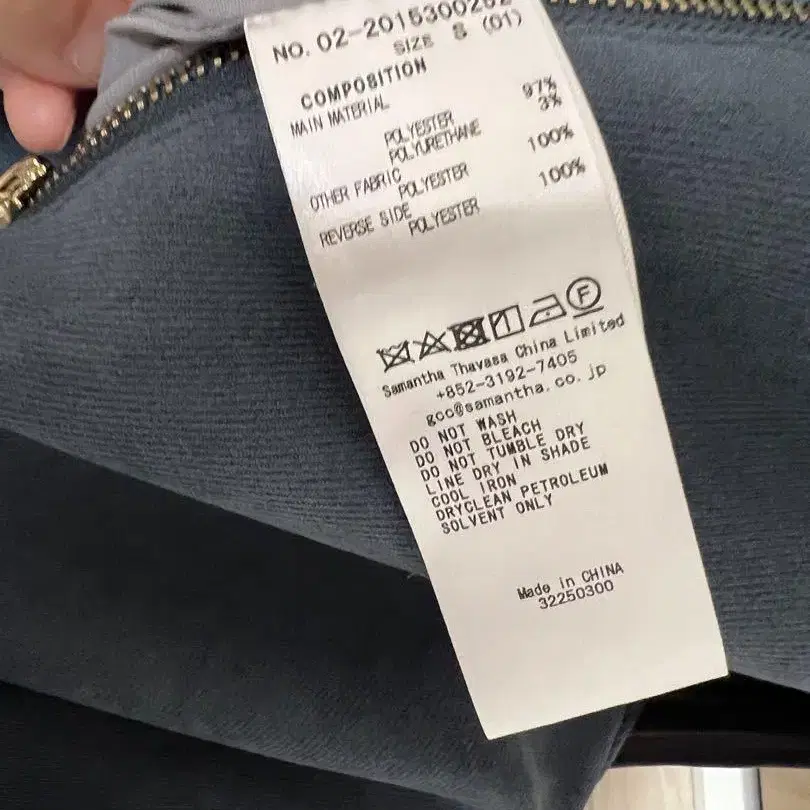 NO. 02-2015300202
SIZE S (01)
COMPOSITION
MAIN MATERIAL
POLYESTER 97%
POLYURETHANE 3%
OTHER FABRIC
POLYESTER 100%
REVERSE SIDE
POLYESTER 100%
F
Samantha Thavasa China Limited
+852-3192-7405
gcc@samantha.co.jp
DO NOT WASH
DO NOT BLEACH
DO NOT TUMBLE DRY
LINE DRY IN SHADE
COOL IRON
DRYCLEAN PETROLEUM
SOLVENT ONLY
Made in CHINA
32250300